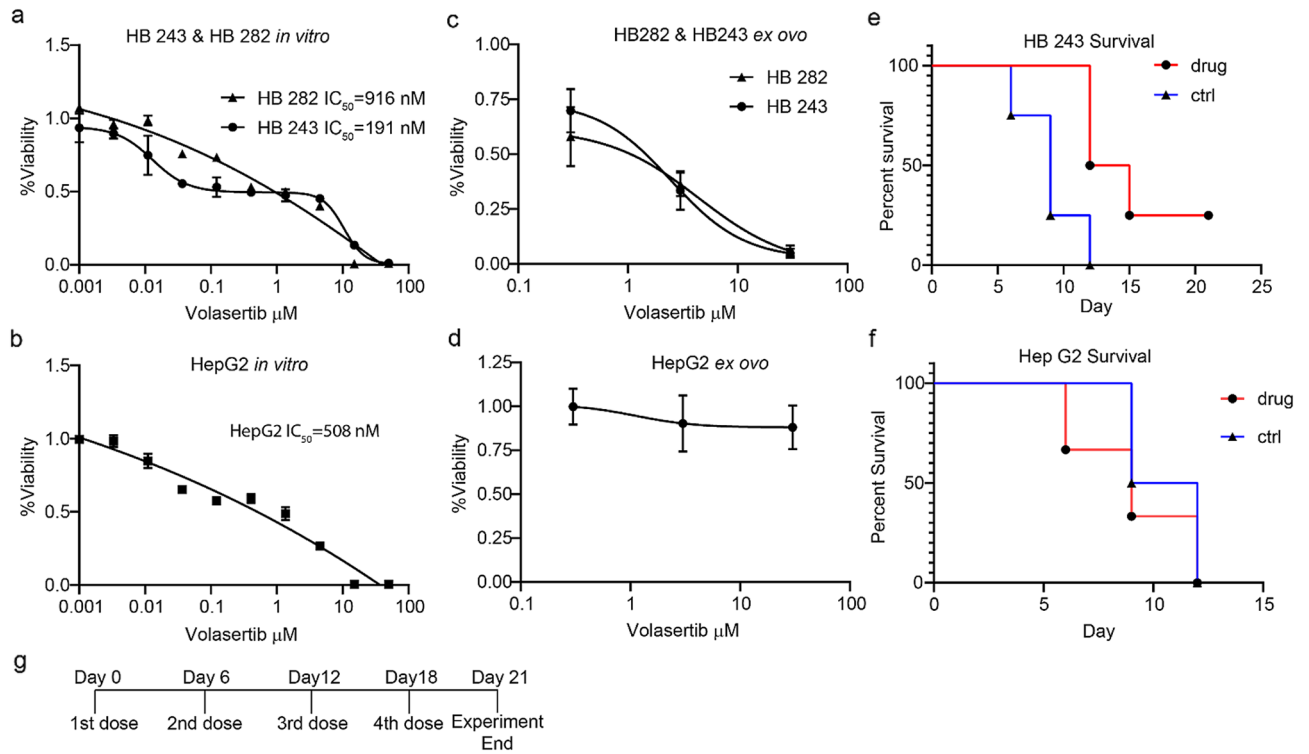 a
HB 243 & HB 282 in vitro
1.5
1.0
0.5
0.0
%Viability
HB 282 IC50=916 nM
HB 243 IC50=191 nM
0.001 0.01 0.1 1 10 100
Volasertib μM
b
HepG2 in vitro
1.5
1.0
0.5
0.0
%Viability
HepG2 IC50=508 nM
0.001 0.01 0.1 1 10 100
Volasertib μM
c
HB282 & HB243 ex ovo
1.00
0.75
0.50
0.25
0.00
%Viability
HB 282
HB 243
0.1 1 10 100
Volasertib μM
d
HepG2 ex ovo
1.25
1.00
0.75
0.50
0.25
0.00
%Viability
0.1 1 10 100
Volasertib μM
e
HB 243 Survival
100
50
0
Percent survival
drug
ctrl
0 5 10 15 20 25
Day
f
Hep G2 Survival
100
50
0
Percent Survival
drug
ctrl
0 5 10 15
Day
g
Day 0 Day 6 Day12 Day18 Day 21
1st dose 2nd dose 3rd dose 4th dose Experiment
End